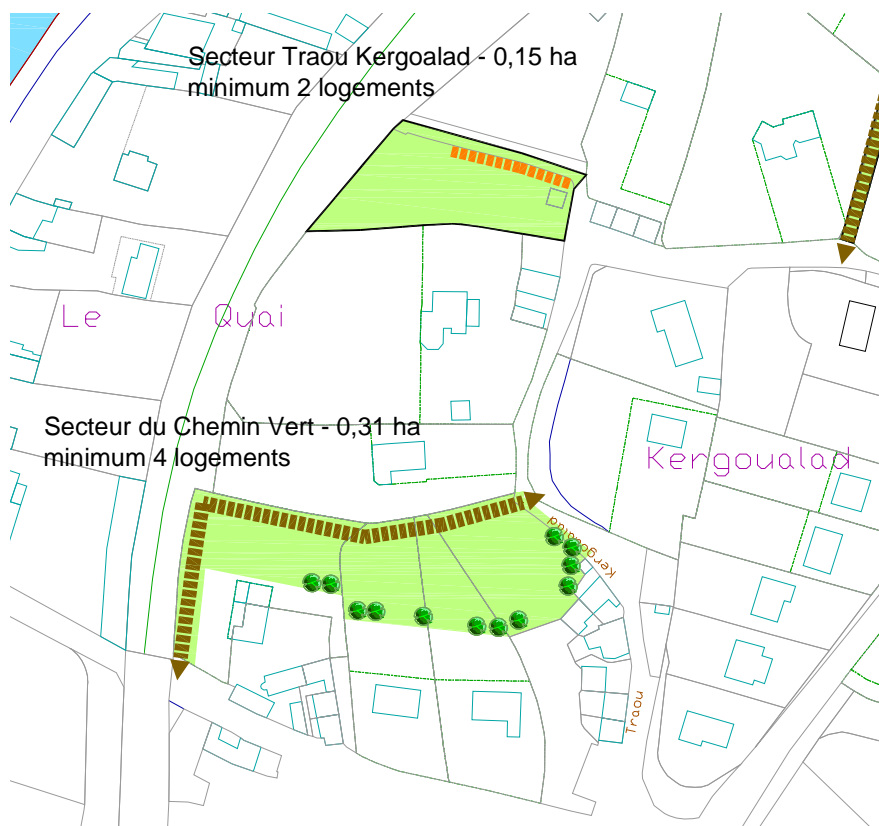 Secteur Traou Kergoalad - 0,15 ha
minimum 2 logements
Le Quai
Secteur du Chemin Vert - 0,31 ha
minimum 4 logements
Kergoualad
Kergoualad
Traou